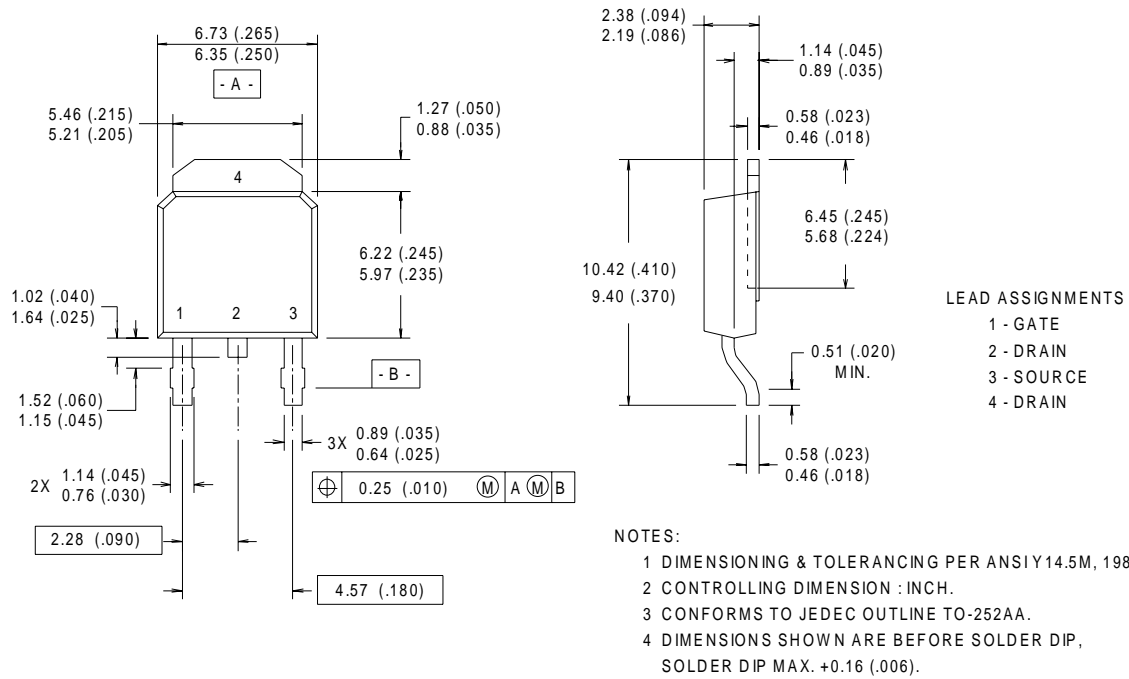 6.73 (.265)
6.35 (.250)
- A -
5.46 (.215)
5.21 (.205)
1.27 (.050)
0.88 (.035)
4
6.22 (.245)
5.97 (.235)
1.02 (.040)
1.64 (.025)
1 2 3
- B -
1.52 (.060)
1.15 (.045)
3X 0.89 (.035)
0.64 (.025)
2X 1.14 (.045)
0.76 (.030)
⌖ 0.25 (.010) Ⓜ A Ⓜ B
2.28 (.090)
4.57 (.180)
2.38 (.094)
2.19 (.086)
1.14 (.045)
0.89 (.035)
0.58 (.023)
0.46 (.018)
6.45 (.245)
5.68 (.224)
10.42 (.410)
9.40 (.370)
0.51 (.020)
MIN.
0.58 (.023)
0.46 (.018)
LEAD ASSIGNMENTS
1 - GATE
2 - DRAIN
3 - SOURCE
4 - DRAIN
NOTES:
1 DIMENSIONING & TOLERANCING PER ANSI Y14.5M, 198
2 CONTROLLING DIMENSION : INCH.
3 CONFORMS TO JEDEC OUTLINE TO-252AA.
4 DIMENSIONS SHOWN ARE BEFORE SOLDER DIP,
SOLDER DIP MAX. +0.16 (.006).